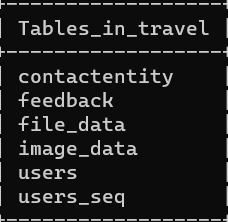 Tables_in_travel
contactentity
feedback
file_data
image_data
users
users_seq